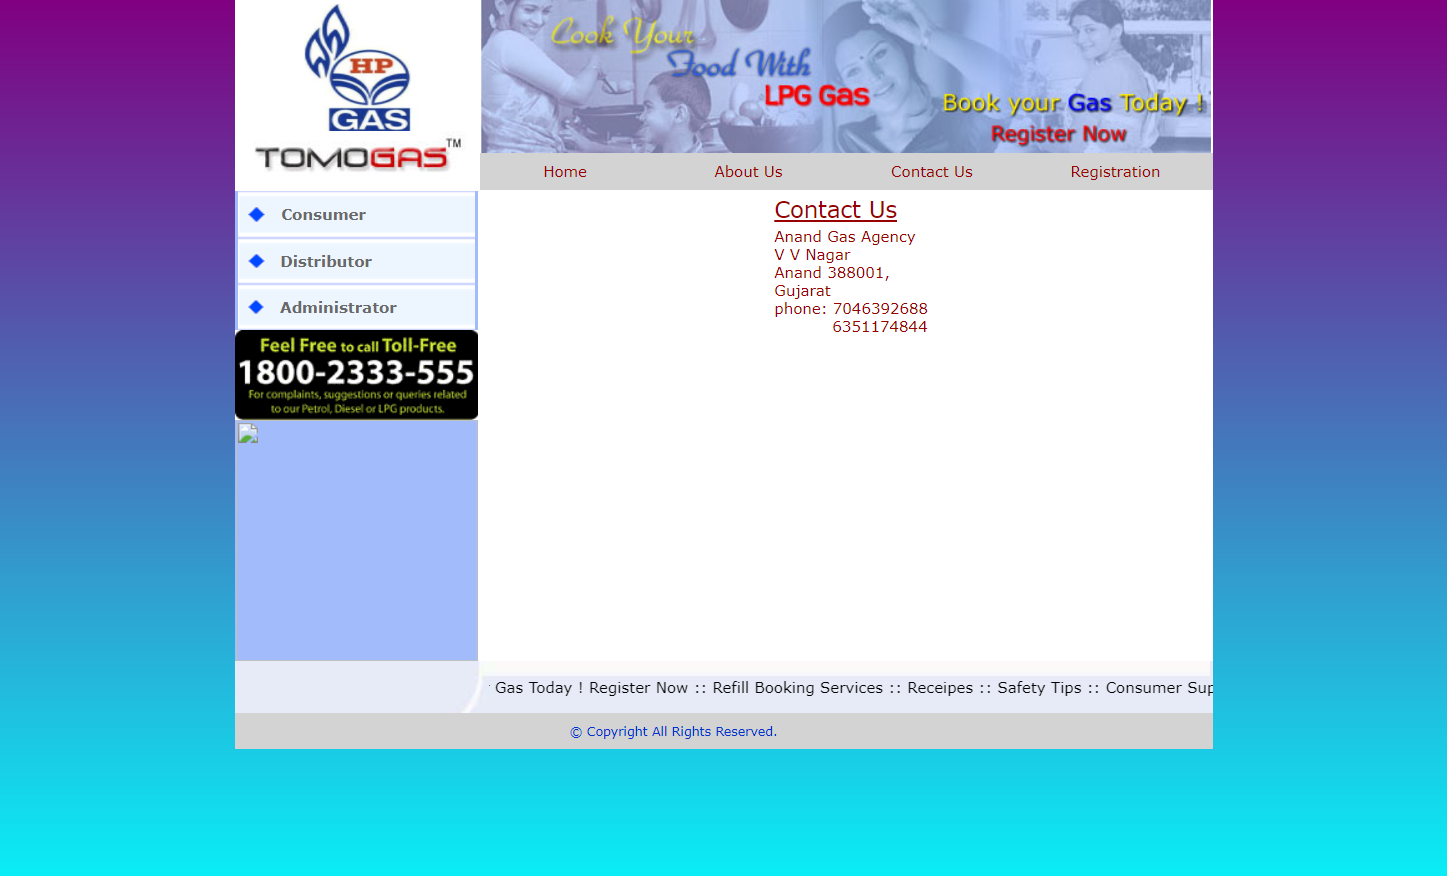 HP
GAS
TOMOGAS™
Cook Your
Food With
LPG Gas
Book your Gas Today !
Register Now
Home
About Us
Contact Us
Registration
Consumer
Distributor
Administrator
Feel Free to call Toll-Free
1800-2333-555
For complaints, suggestions or queries related
to our Petrol, Diesel or LPG products.
Contact Us
Anand Gas Agency
V V Nagar
Anand 388001,
Gujarat
phone: 7046392688
6351174844
Gas Today ! Register Now :: Refill Booking Services :: Receipes :: Safety Tips :: Consumer Sup
© Copyright All Rights Reserved.